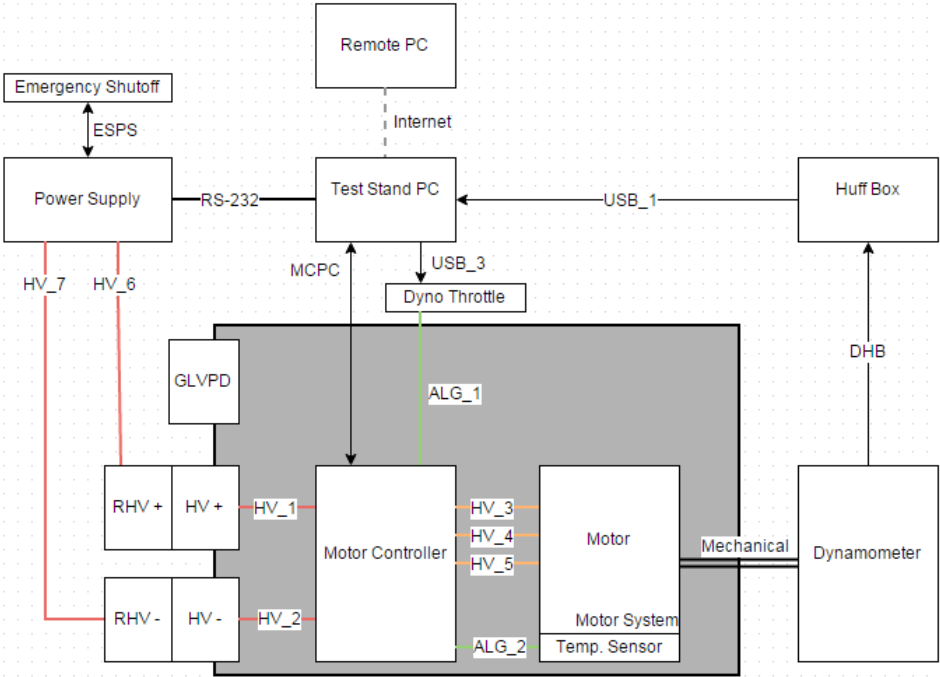 Remote PC
Emergency Shutoff
Internet
ESPS
Power Supply
RS-232
Test Stand PC
USB_1
Huff Box
MCPC
USB_3
HV_7
HV_6
Dyno Throttle
DHB
GLVPD
ALG_1
RHV +
HV +
HV_1
HV_3
HV_4
HV_5
Motor Controller
Motor
Mechanical
Dynamometer
RHV -
HV -
HV_2
Motor System
ALG_2
Temp. Sensor